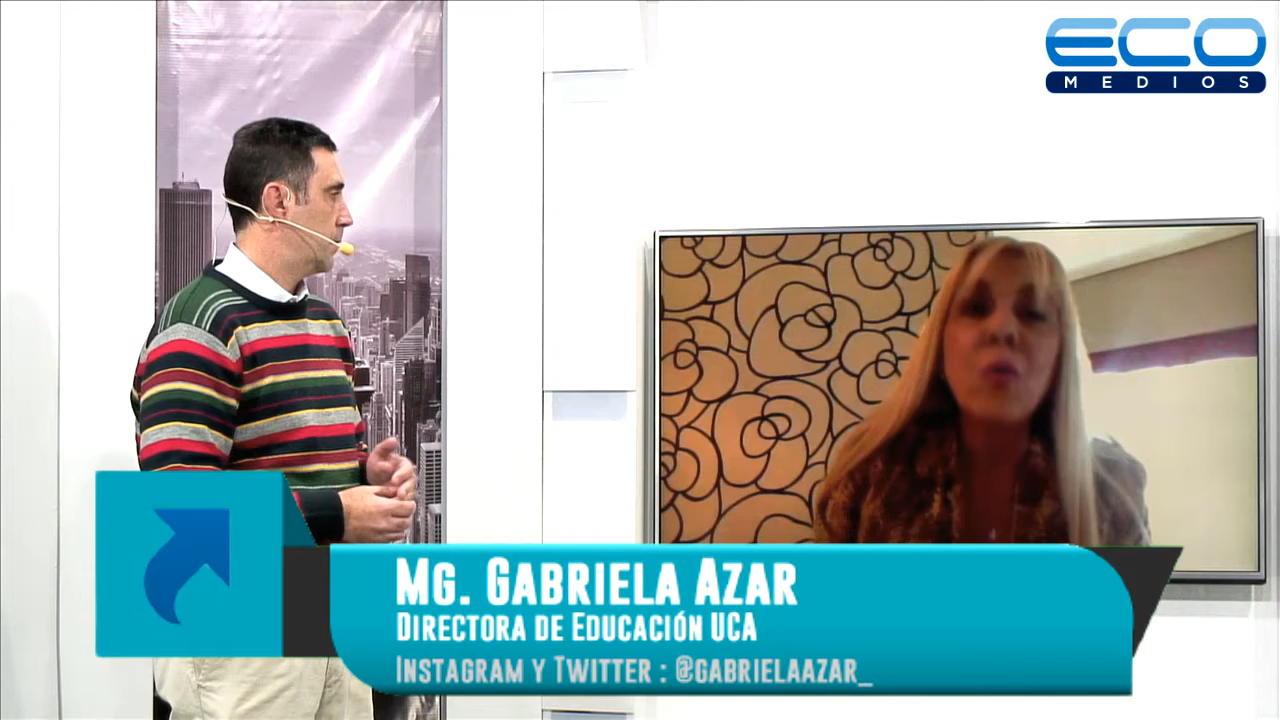 ECO
MEDIOS
MG. GABRIELA AZAR
DIRECTORA DE EDUCACIÓN UCA
INSTAGRAM Y TWITTER : @GABRIELAAZAR_